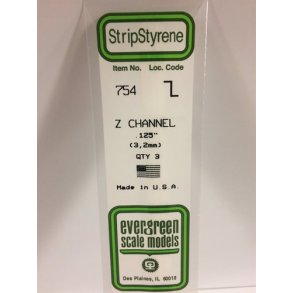 StripStyrene
Item No. Loc. Code
754
Z CHANNEL
.125"
(3,2mm)
QTY 3
Made in U.S.A.
evergreen
scale models
Des Plaines, IL 60018